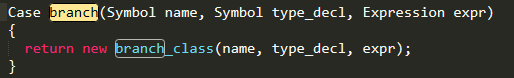 Case branch(Symbol name, Symbol type_decl, Expression expr)
{
  return new branch_class(name, type_decl, expr);
}